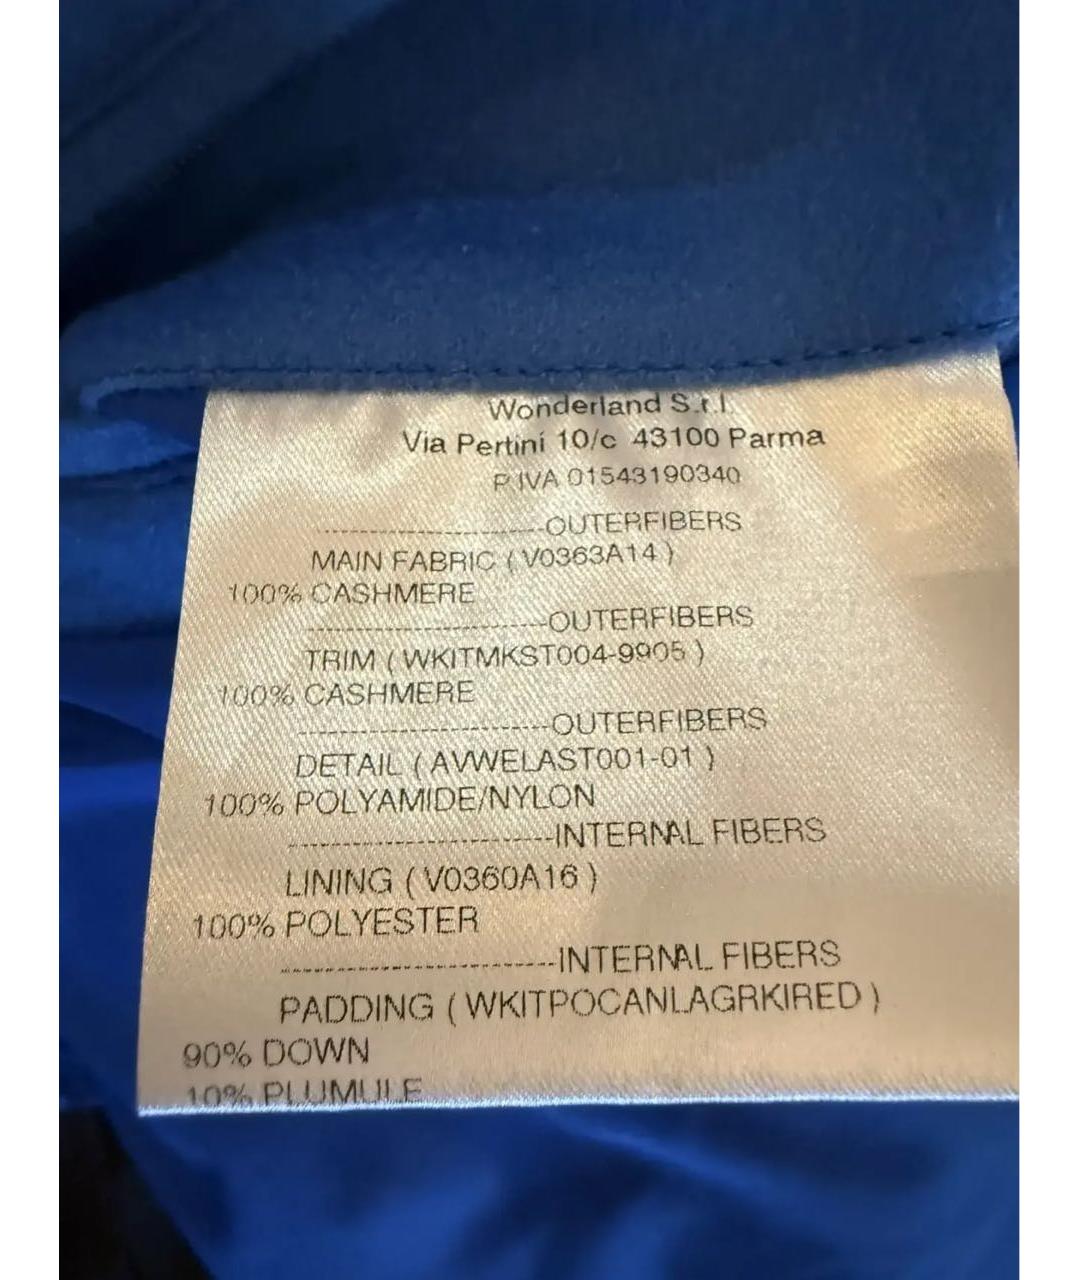 Wonderland S.r.l.
Via Pertini 10/c 43100 Parma
P.IVA 01543190340
-----------------------OUTERFIBERS
MAIN FABRIC ( V0363A14 )
100% CASHMERE
-----------------------OUTERFIBERS
TRIM ( WKITMKST004-9905 )
100% CASHMERE
-----------------------OUTERFIBERS
DETAIL ( AVWELAST001-01 )
100% POLYAMIDE/NYLON
-----------------------INTERNAL FIBERS
LINING ( V0360A16 )
100% POLYESTER
-----------------------INTERNAL FIBERS
PADDING ( WKITPOCANLAGRKIRED )
90% DOWN
10% PLUMULE